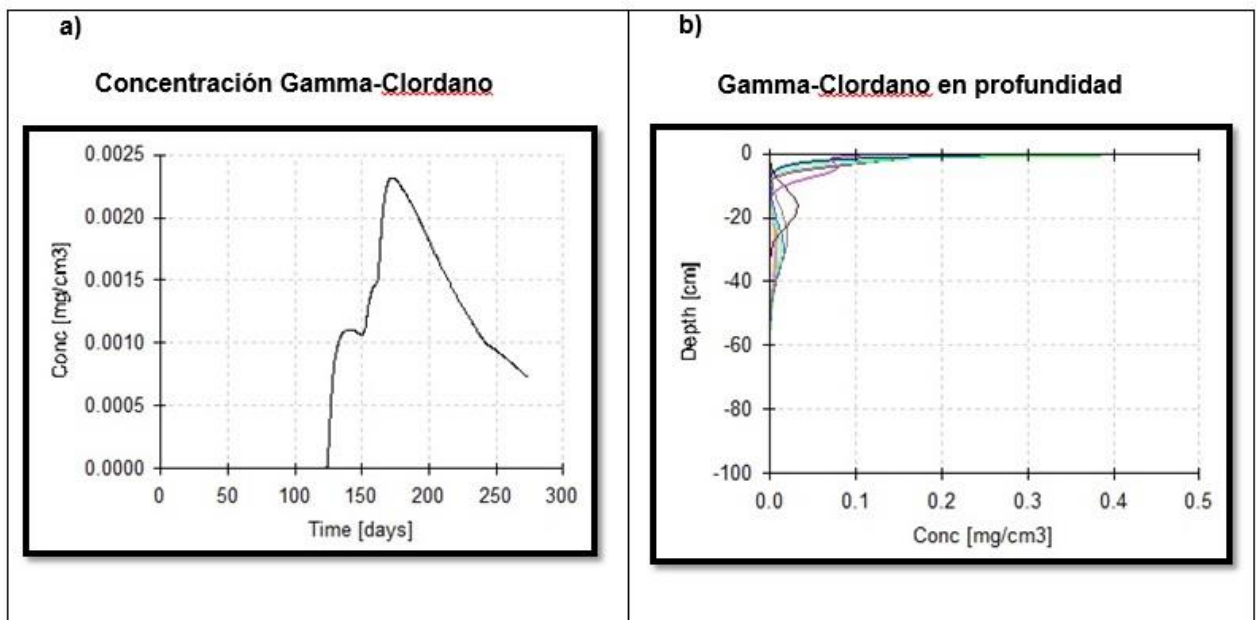 a)
Concentración Gamma-Clordano
0.0025
0.0020
0.0015
0.0010
0.0005
0.0000
Conc [mg/cm3]
0 50 100 150 200 250 300
Time [days]
b)
Gamma-Clordano en profundidad
0
-20
-40
-60
-80
-100
Depth [cm]
0.0 0.1 0.2 0.3 0.4 0.5
Conc [mg/cm3]